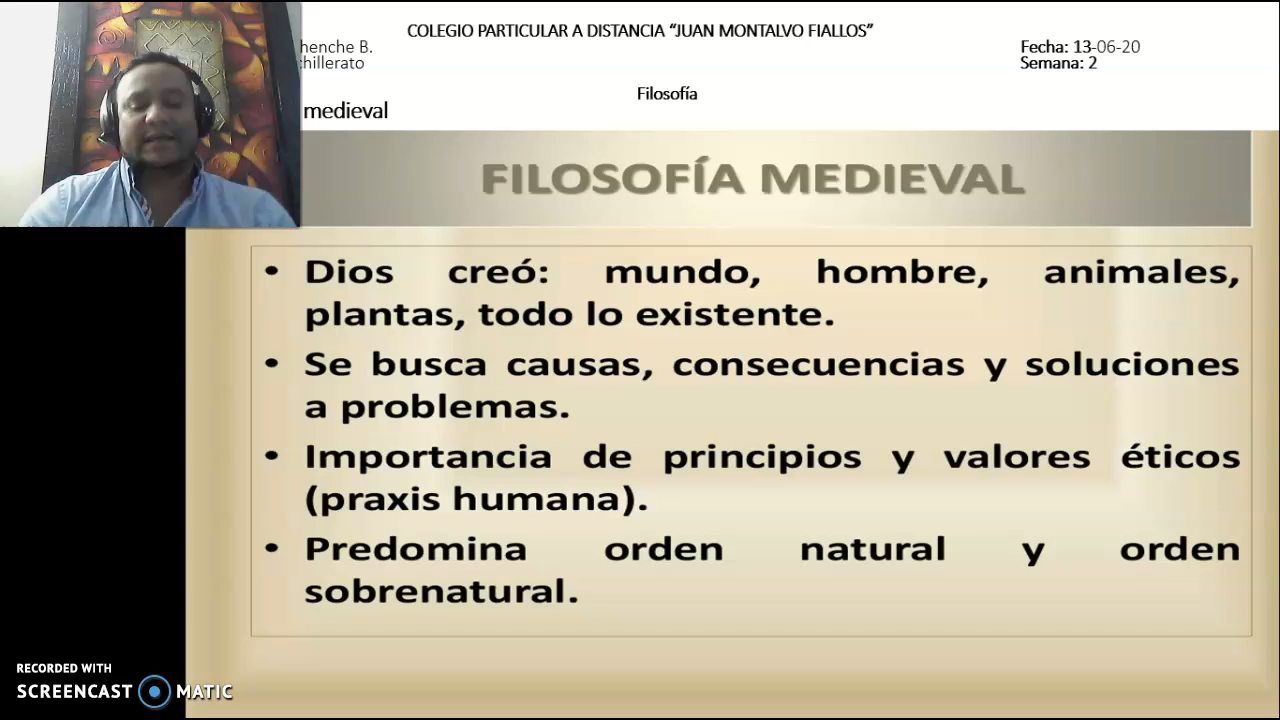 COLEGIO PARTICULAR A DISTANCIA “JUAN MONTALVO FIALLOS”
henche B.
Fecha: 13-06-20
hillerato
Semana: 2
Filosofía
medieval
FILOSOFÍA MEDIEVAL
• Dios creó: mundo, hombre, animales,
plantas, todo lo existente.
• Se busca causas, consecuencias y soluciones
a problemas.
• Importancia de principios y valores éticos
(praxis humana).
• Predomina orden natural y orden
sobrenatural.
RECORDED WITH
SCREENCAST MATIC